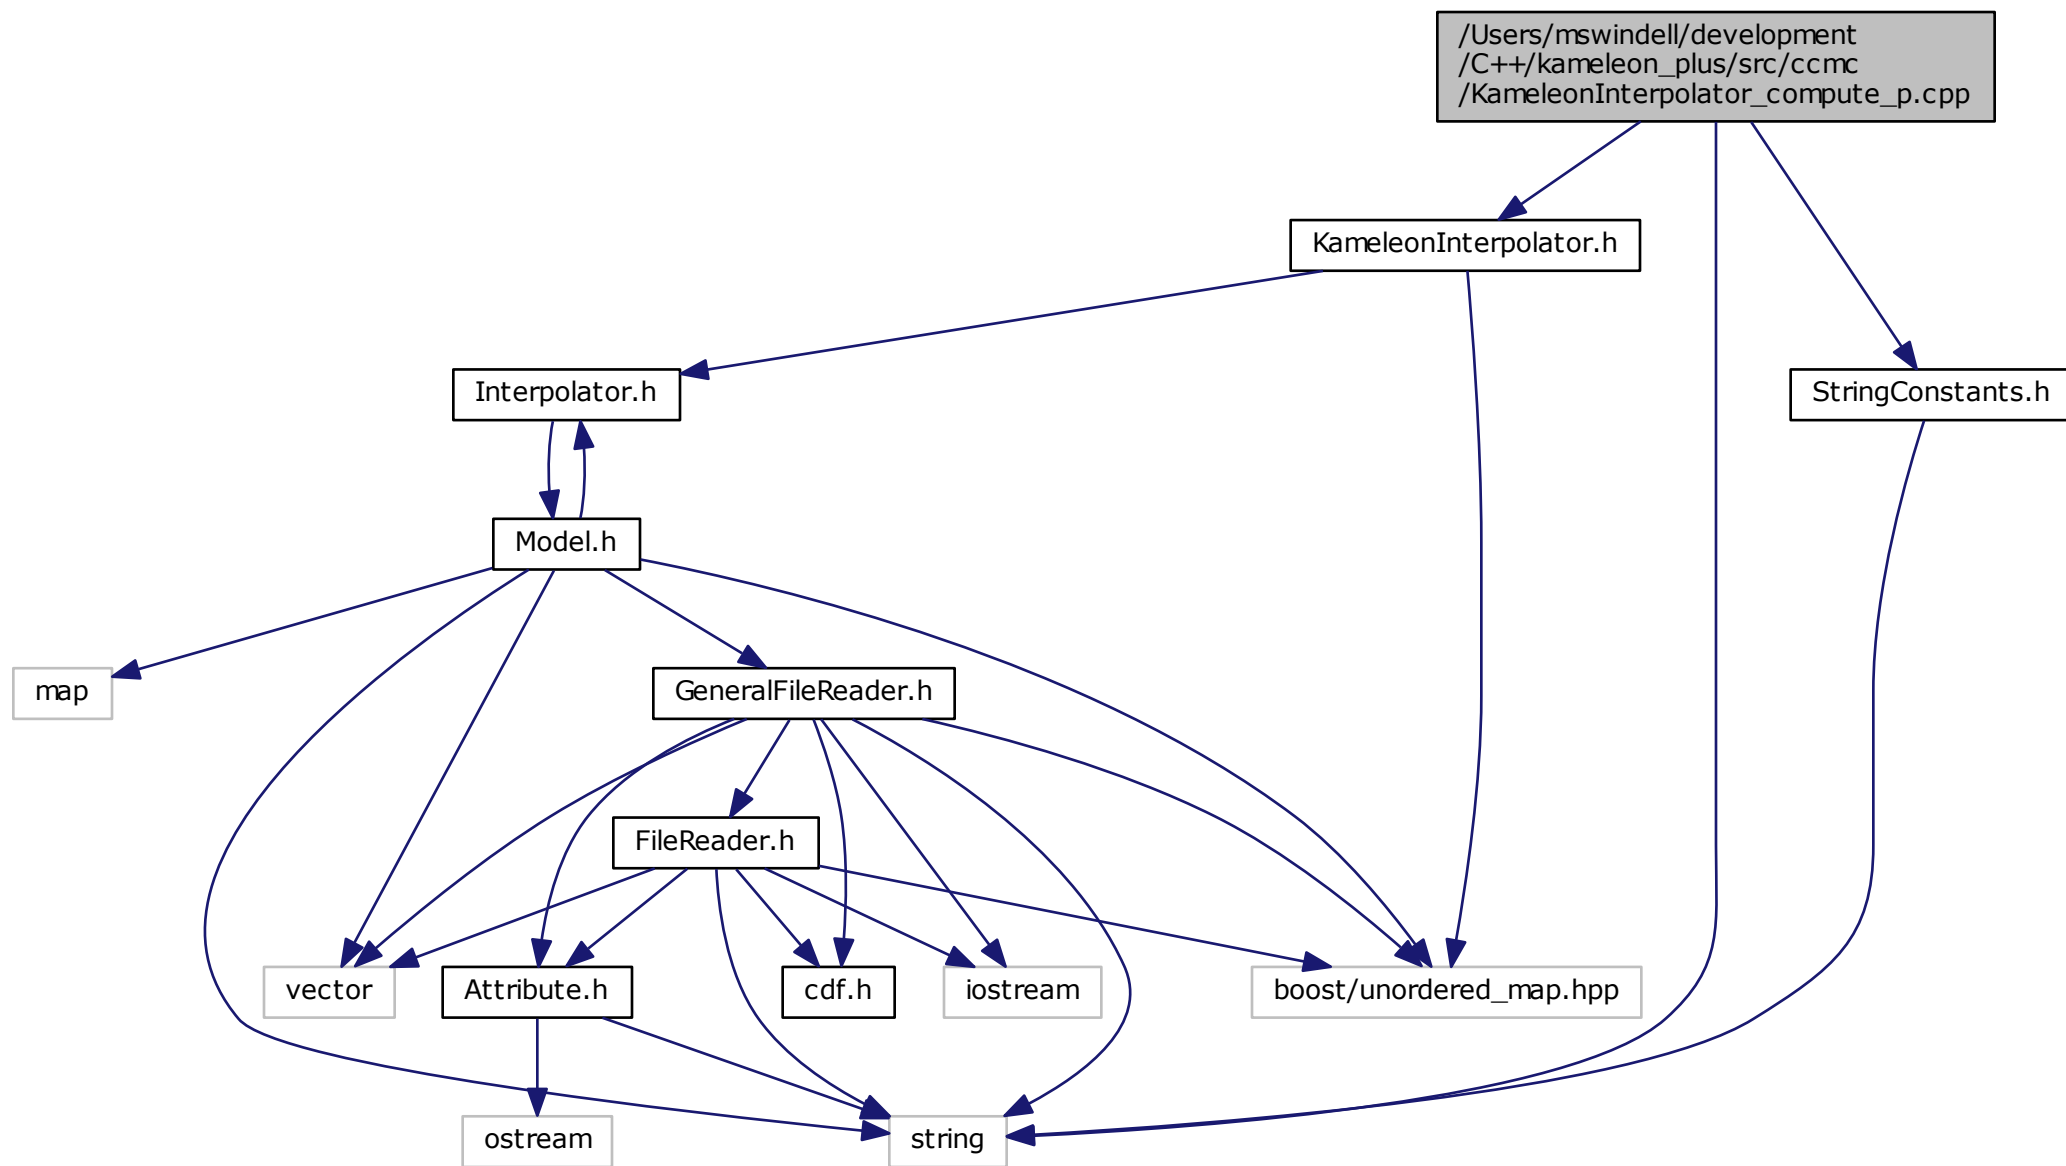 /Users/mswindell/development
/C++/kameleon_plus/src/ccmc
/KameleonInterpolator_compute_p.cpp
KameleonInterpolator.h
Interpolator.h
StringConstants.h
Model.h
map
GeneralFileReader.h
FileReader.h
vector
Attribute.h
cdf.h
iostream
boost/unordered_map.hpp
ostream
string